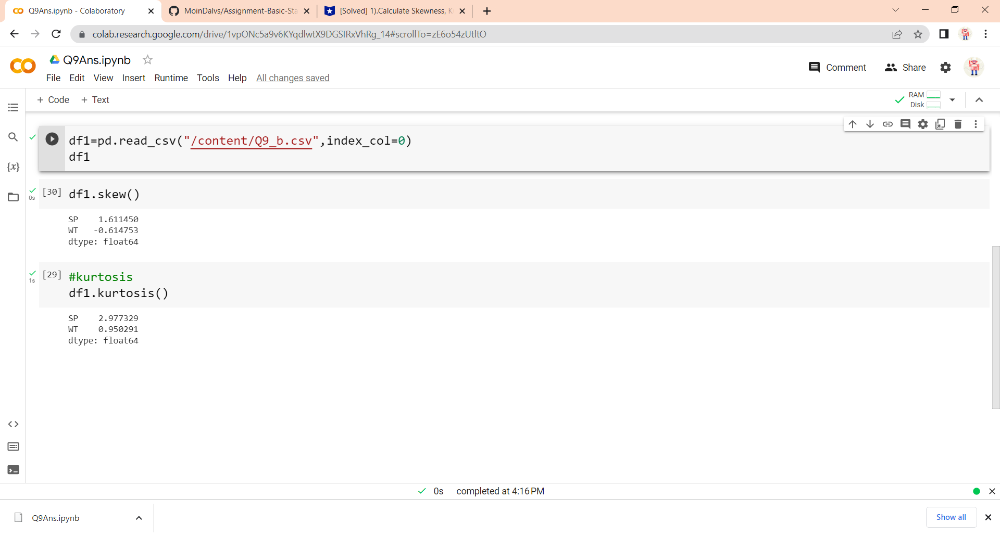 Q9Ans.ipynb - Colaboratory
MoinDalvs/Assignment-Basic-Sta
[Solved] 1).Calculate Skewness, K
colab.research.google.com/drive/1vpONc5a9v6KYqdlwtX9DGSIRxVhRg_14#scrollTo=zE6o54zUtltO
Q9Ans.ipynb
File Edit View Insert Runtime Tools Help All changes saved
Comment Share
+ Code + Text
RAM
Disk
df1=pd.read_csv("/content/Q9_b.csv",index_col=0)
df1
{x}
[30] df1.skew()
0s
SP 1.611450
WT -0.614753
dtype: float64
[29] #kurtosis
1s
df1.kurtosis()
SP 2.977329
WT 0.950291
dtype: float64
0s completed at 4:16 PM
Q9Ans.ipynb
Show all